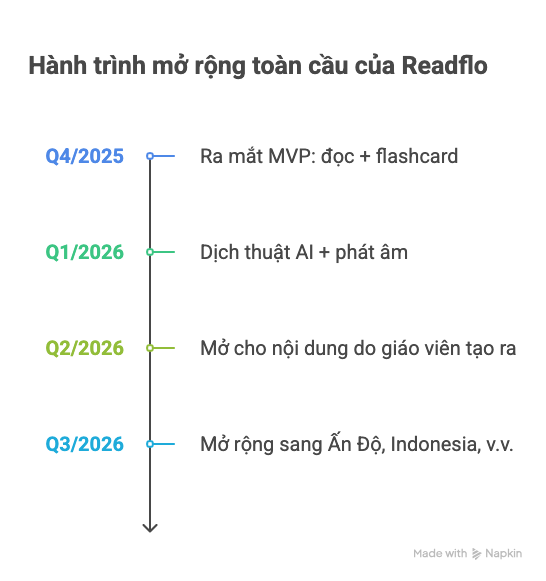 Hành trình mở rộng toàn cầu của Readflo
Q4/2025 Ra mắt MVP: đọc + flashcard
Q1/2026 Dịch thuật AI + phát âm
Q2/2026 Mở cho nội dung do giáo viên tạo ra
Q3/2026 Mở rộng sang Ấn Độ, Indonesia, v.v.
Made with Napkin